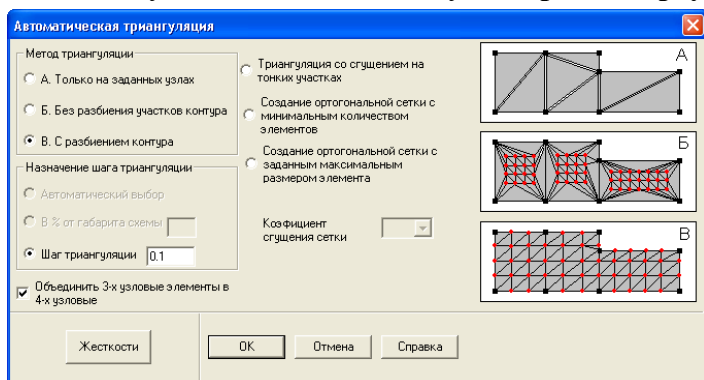 Автоматическая триангуляция
Метод триангуляции
А. Только на заданных узлах
Б. Без разбиения участков контура
В. С разбиением контура
Назначение шага триангуляции
Автоматический выбор
В % от габарита схемы
Шаг триангуляции 0.1
Объединить 3-х узловые элементы в
4-х узловые
Триангуляция со сгущением на
тонких участках
Создание ортогональной сетки с
минимальным количеством
элементов
Создание ортогональной сетки с
заданным максимальным
размером элемента
Коэфициент
сгущения сетки
А
Б
В
Жесткости
OK
Отмена
Справка